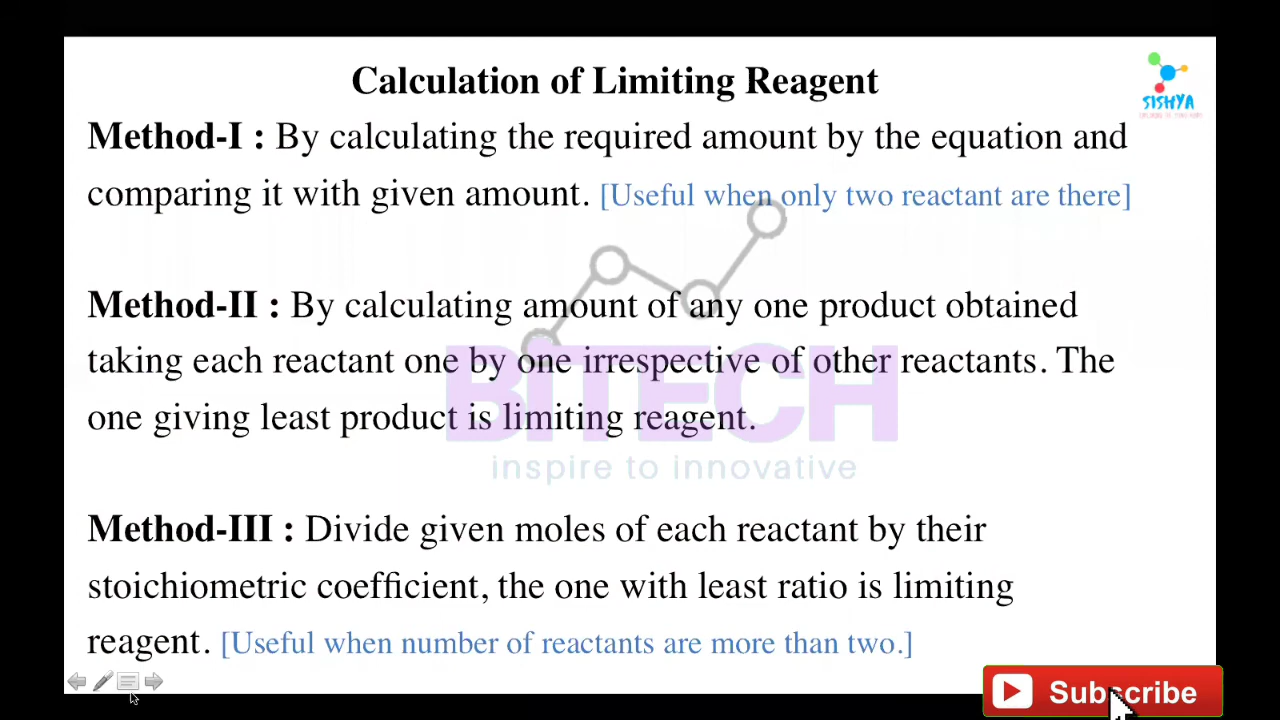 Calculation of Limiting Reagent
SISHYA
Method-I : By calculating the required amount by the equation and
comparing it with given amount. [Useful when only two reactant are there]
Method-II : By calculating amount of any one product obtained
taking each reactant one by one irrespective of other reactants. The
one giving least product is limiting reagent.
BiTECH
inspire to innovative
Method-III : Divide given moles of each reactant by their
stoichiometric coefficient, the one with least ratio is limiting
reagent. [Useful when number of reactants are more than two.]
Subscribe